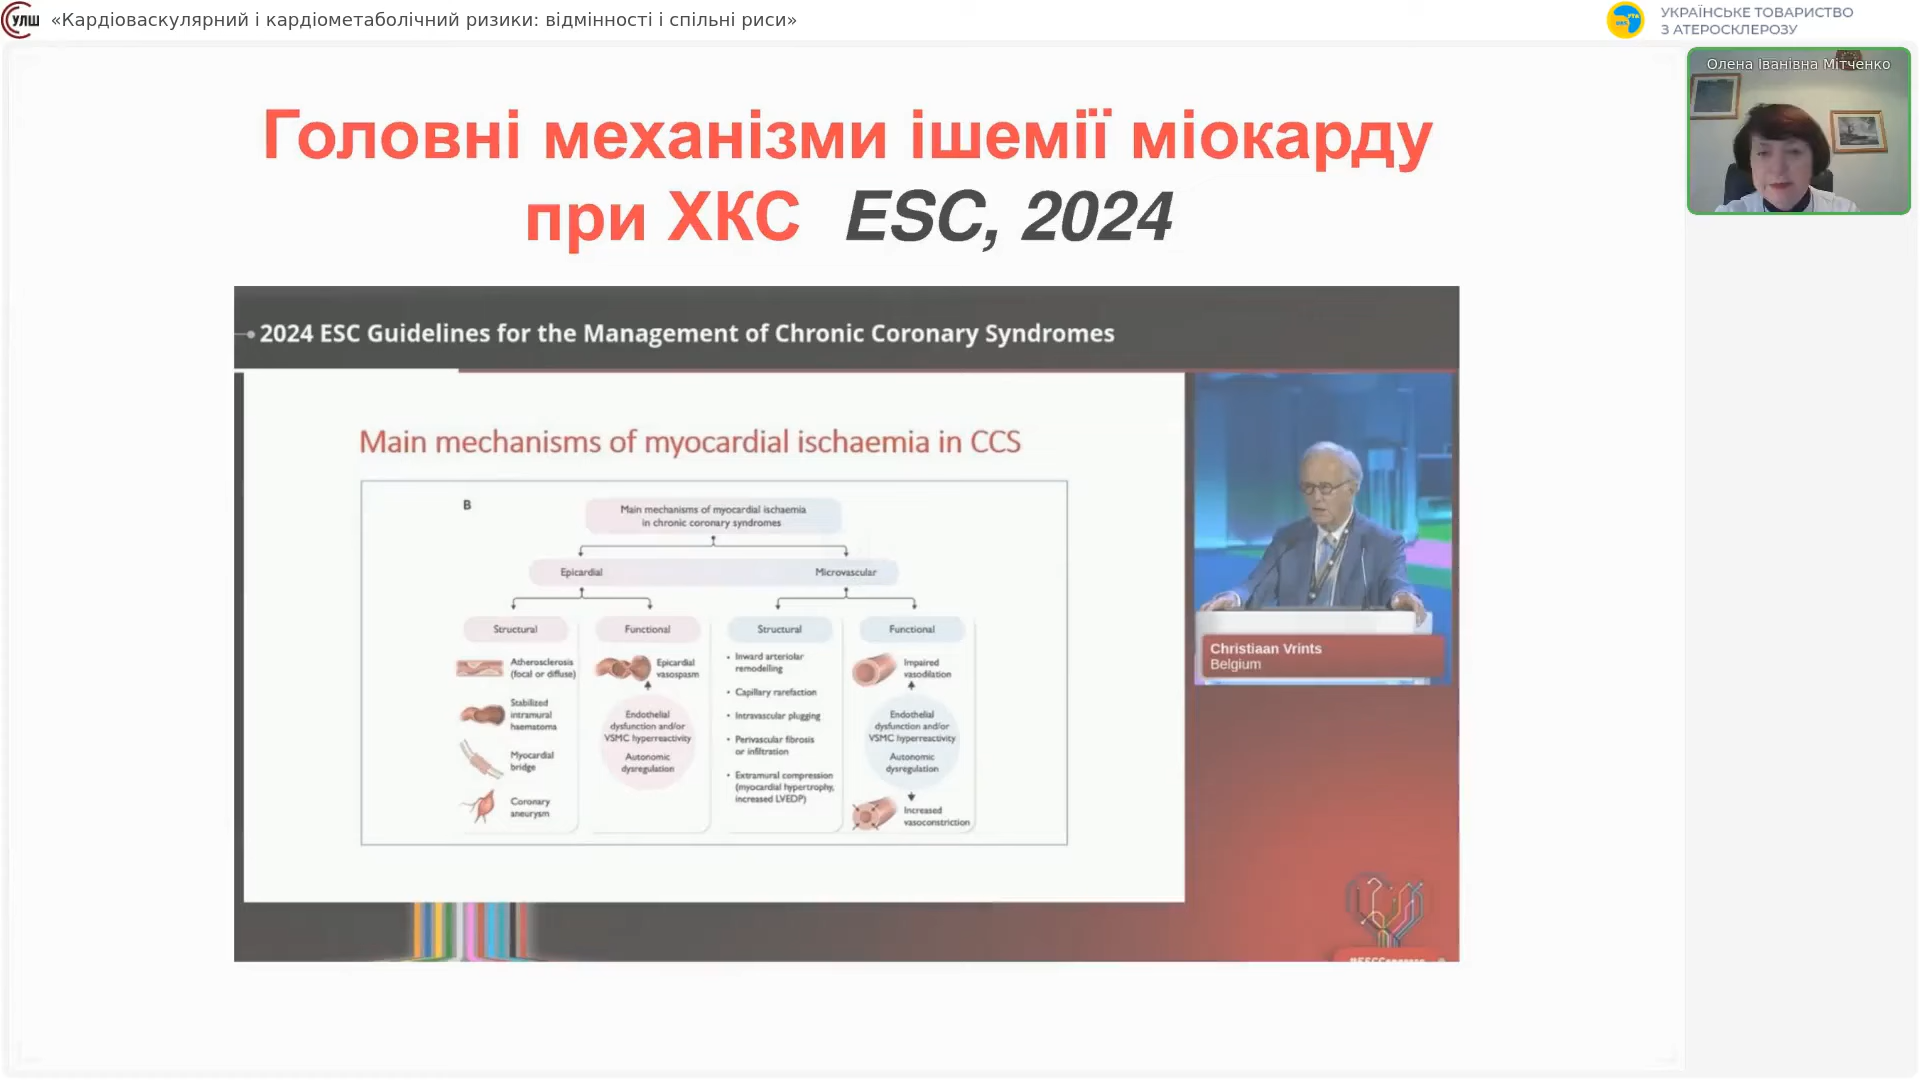 УЛШ «Кардіоваскулярний і кардіометаболічний ризики: відмінності і спільні риси»
УКРАЇНСЬКЕ ТОВАРИСТВО
З АТЕРОСКЛЕРОЗУ
Олена Іванівна Мітченко
Головні механізми ішемії міокарду
при ХКС ESC, 2024
2024 ESC Guidelines for the Management of Chronic Coronary Syndromes
Main mechanisms of myocardial ischaemia in CCS
B
Main mechanisms of myocardial ischaemia
in chronic coronary syndromes
Epicardial
Microvascular
Structural
Atherosclerosis
(focal or diffuse)
Stabilized
intramural
haematoma
Myocardial
bridge
Coronary
aneurysm
Functional
Epicardial
vasospasm
Endothelial
dysfunction and/or
VSMC hyperreactivity
Autonomic
dysregulation
Structural
• Inward arteriolar
remodelling
• Capillary rarefaction
• Intravascular plugging
• Perivascular fibrosis
or infiltration
• Extramural compression
(myocardial hypertrophy,
increased LVEDP)
Functional
Impaired
vasodilation
Endothelial
dysfunction and/or
VSMC hyperreactivity
Autonomic
dysregulation
Increased
vasoconstriction
Christiaan Vrints
Belgium